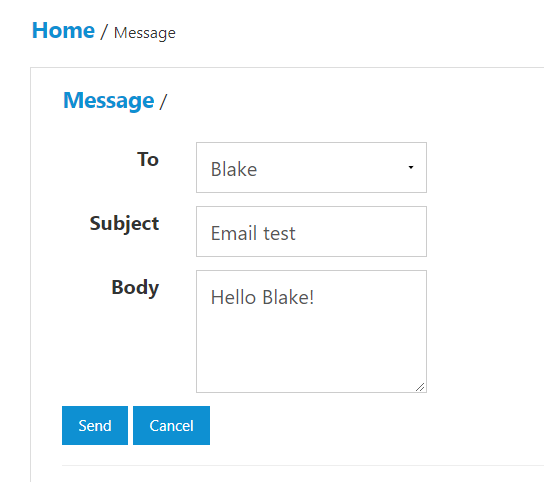 Home / Message
Message /
To
Blake
Subject
Email test
Body
Hello Blake!
Send Cancel